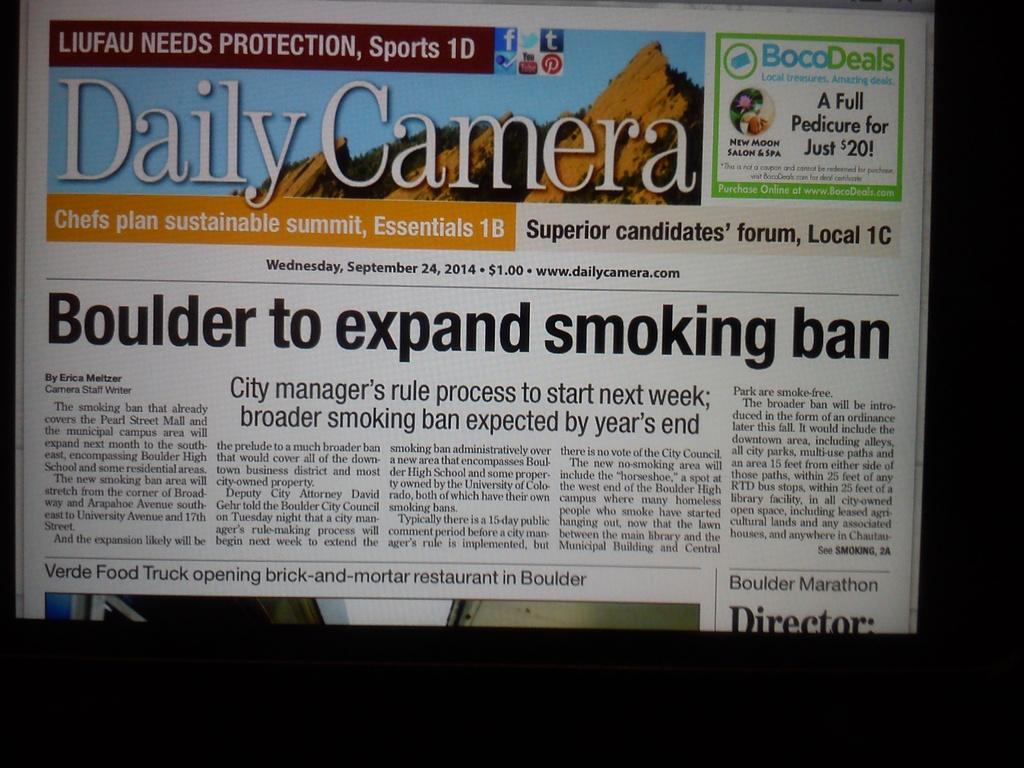 LIUFAU NEEDS PROTECTION, Sports 1D
f t
You
Tube
Daily Camera
BocoDeals
Local treasures. Amazing deals.
A Full
Pedicure for
Just $20!
NEW MOON
SALON & SPA
*This is not a coupon and cannot be redeemed for purchase,
visit BocoDeals.com for deal certificate.
Purchase Online at www.BocoDeals.com
Chefs plan sustainable summit, Essentials 1B
Superior candidates' forum, Local 1C
Wednesday, September 24, 2014 • $1.00 • www.dailycamera.com
Boulder to expand smoking ban
City manager's rule process to start next week;
broader smoking ban expected by year's end
By Erica Meltzer
Camera Staff Writer
The smoking ban that already
covers the Pearl Street Mall and
the municipal campus area will
expand next month to the south-
east, encompassing Boulder High
School and some residential areas.
The new smoking ban area will
stretch from the corner of Broad-
way and Arapahoe Avenue south-
east to University Avenue and 17th
Street.
And the expansion likely will be
the prelude to a much broader ban
that would cover all of the down-
town business district and most
city-owned property.
Deputy City Attorney David
Gehr told the Boulder City Council
on Tuesday night that a city man-
ager's rule-making process will
begin next week to extend the
smoking ban administratively over
a new area that encompasses Boul-
der High School and some proper-
ty owned by the University of Colo-
rado, both of which have their own
smoking bans.
Typically there is a 15-day public
comment period before a city man-
ager's rule is implemented, but
there is no vote of the City Council.
The new no-smoking area will
include the "horseshoe," a spot at
the west end of the Boulder High
campus where many homeless
people who smoke have started
hanging out, now that the lawn
between the main library and the
Municipal Building and Central
Park are smoke-free.
The broader ban will be intro-
duced in the form of an ordinance
later this fall. It would include the
downtown area, including alleys,
all city parks, multi-use paths and
an area 15 feet from either side of
those paths, within 25 feet of any
RTD bus stops, within 25 feet of a
library facility, in all city-owned
open space, including leased agri-
cultural lands and any associated
houses, and anywhere in Chautau-
See SMOKING, 2A
Verde Food Truck opening brick-and-mortar restaurant in Boulder
Boulder Marathon
Director: